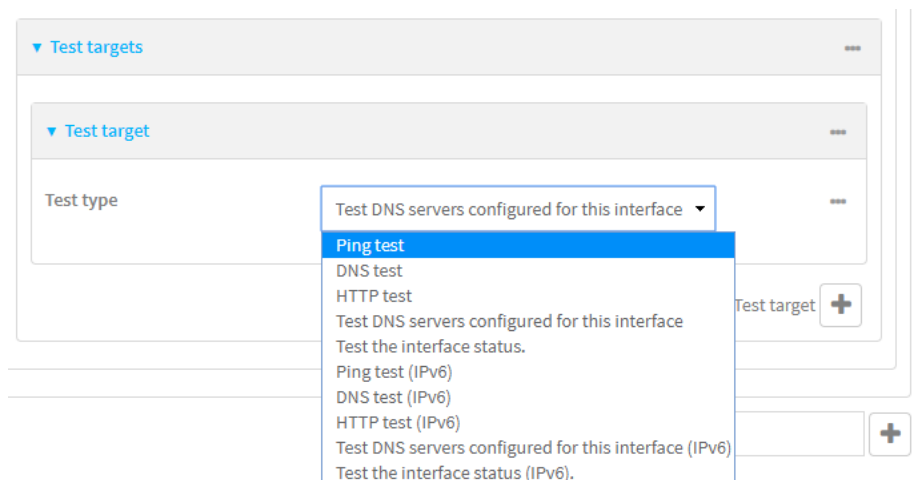 Test targets
Test target
Test type
Test DNS servers configured for this interface
Ping test
DNS test
HTTP test
Test DNS servers configured for this interface
Test the interface status.
Ping test (IPv6)
DNS test (IPv6)
HTTP test (IPv6)
Test DNS servers configured for this interface (IPv6)
Test the interface status (IPv6).
Test target